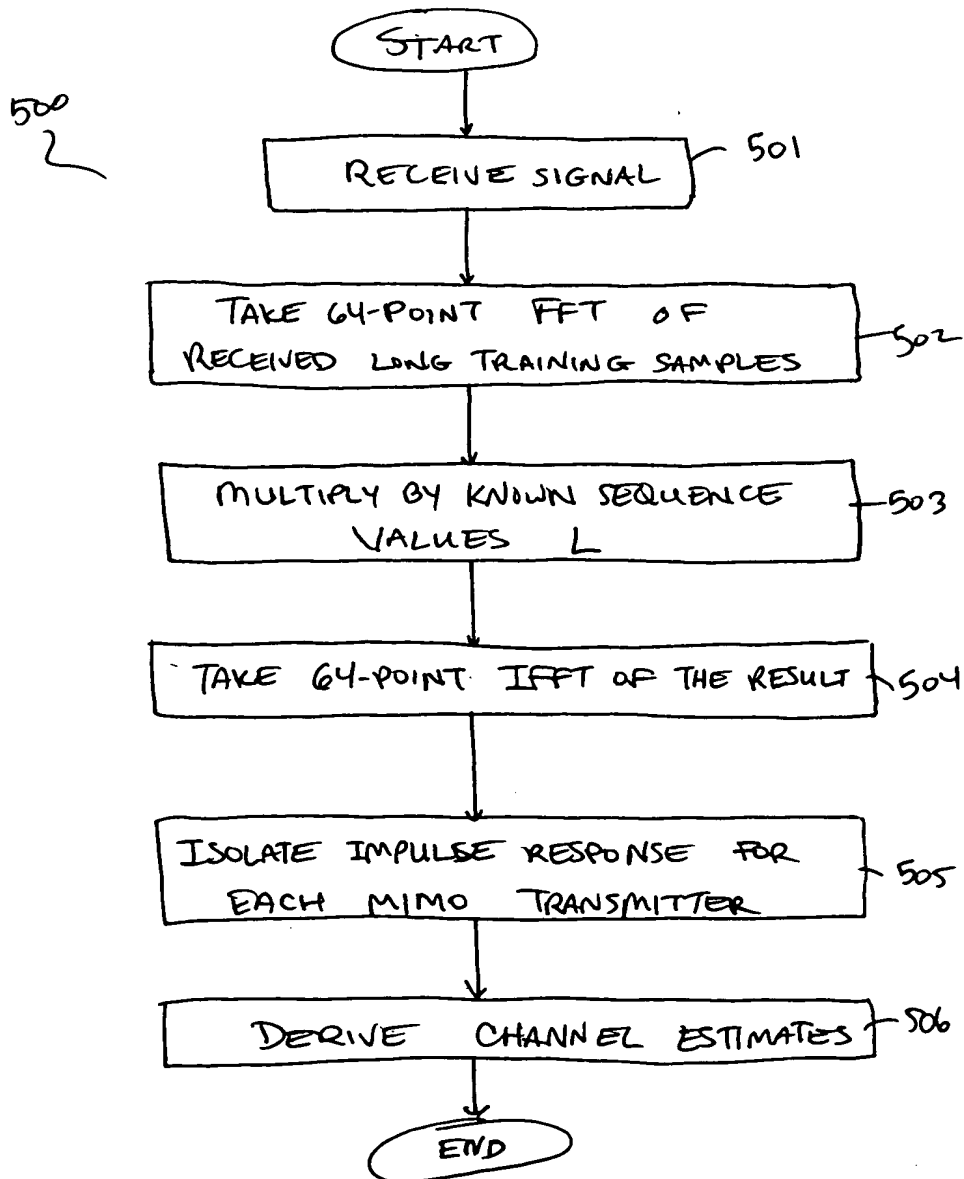 START
500
RECEIVE SIGNAL
501
TAKE 64-POINT FFT OF
RECEIVED LONG TRAINING SAMPLES
502
MULTIPLY BY KNOWN SEQUENCE
VALUES L
503
TAKE 64-POINT IFFT OF THE RESULT
504
ISOLATE IMPULSE RESPONSE FOR
EACH MIMO TRANSMITTER
505
DERIVE CHANNEL ESTIMATES
506
END